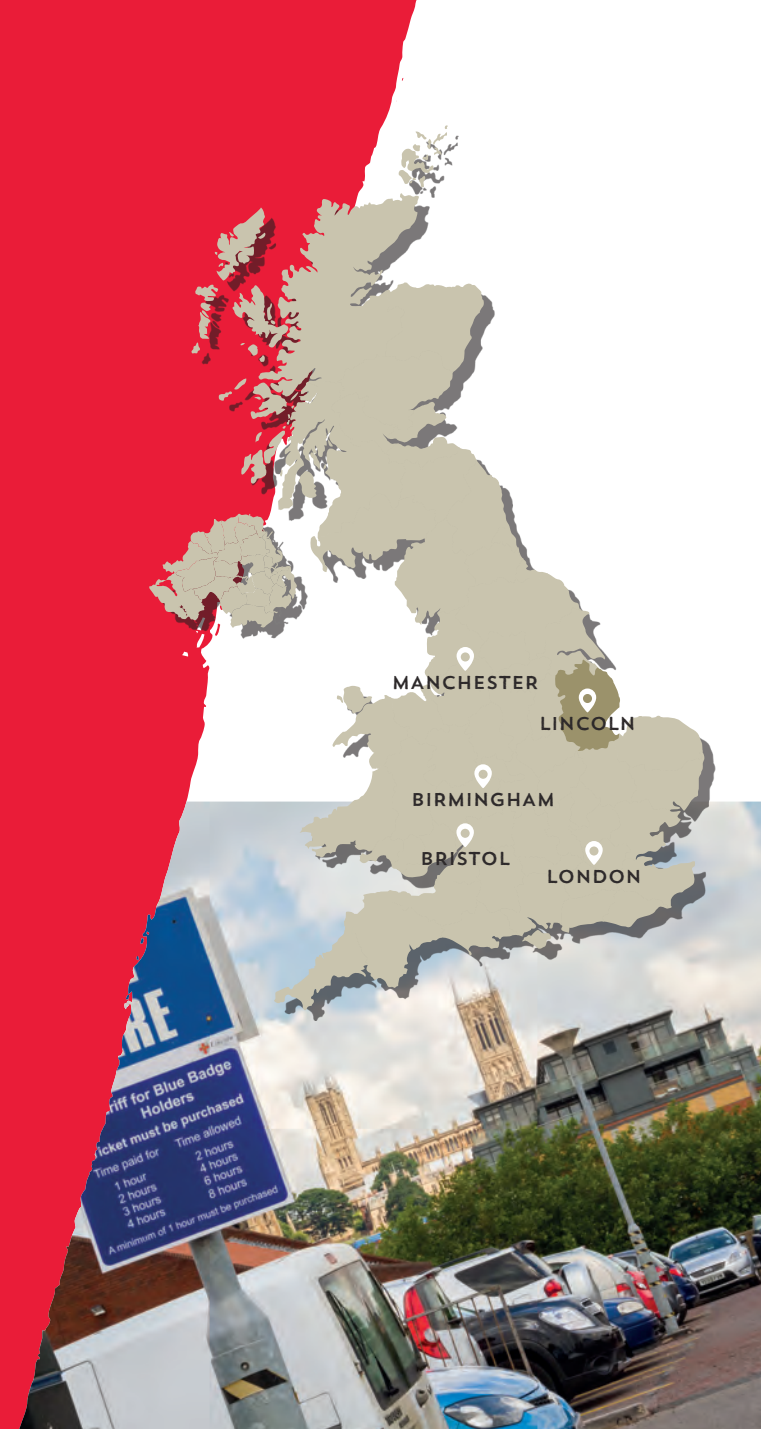 MANCHESTER
LINCOLN
BIRMINGHAM
BRISTOL
LONDON
RE
riff for Blue Badge
Holders
icket must be purchased
Time paid for Time allowed
1 hour 2 hours
2 hours 4 hours
3 hours 6 hours
4 hours 8 hours
A minimum of 1 hour must be purchased